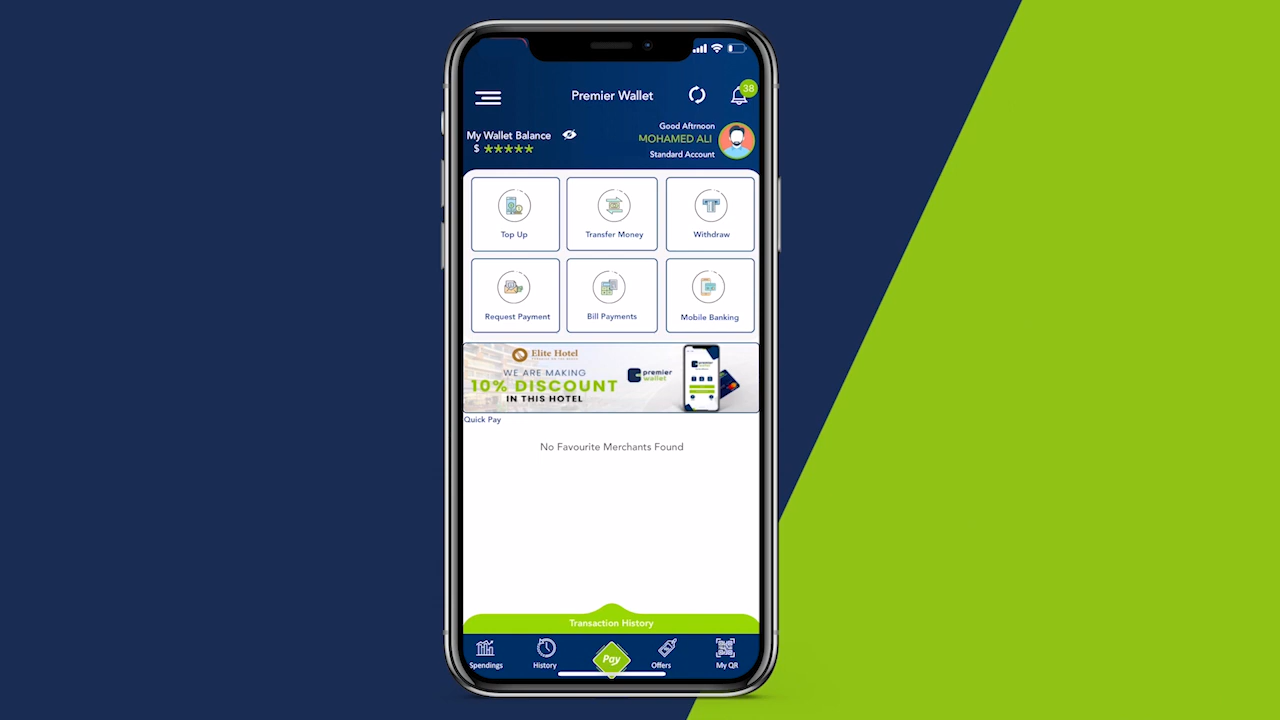 Premier Wallet
38
My Wallet Balance
$ *****
Good Aftrnoon
MOHAMED ALI
Standard Account
Top Up
Transfer Money
Withdraw
Request Payment
Bill Payments
Mobile Banking
Elite Hotel
WE ARE MAKING
10% DISCOUNT
IN THIS HOTEL
premier
wallet
Quick Pay
No Favourite Merchants Found
Transaction History
Spendings
History
Pay
Offers
My QR